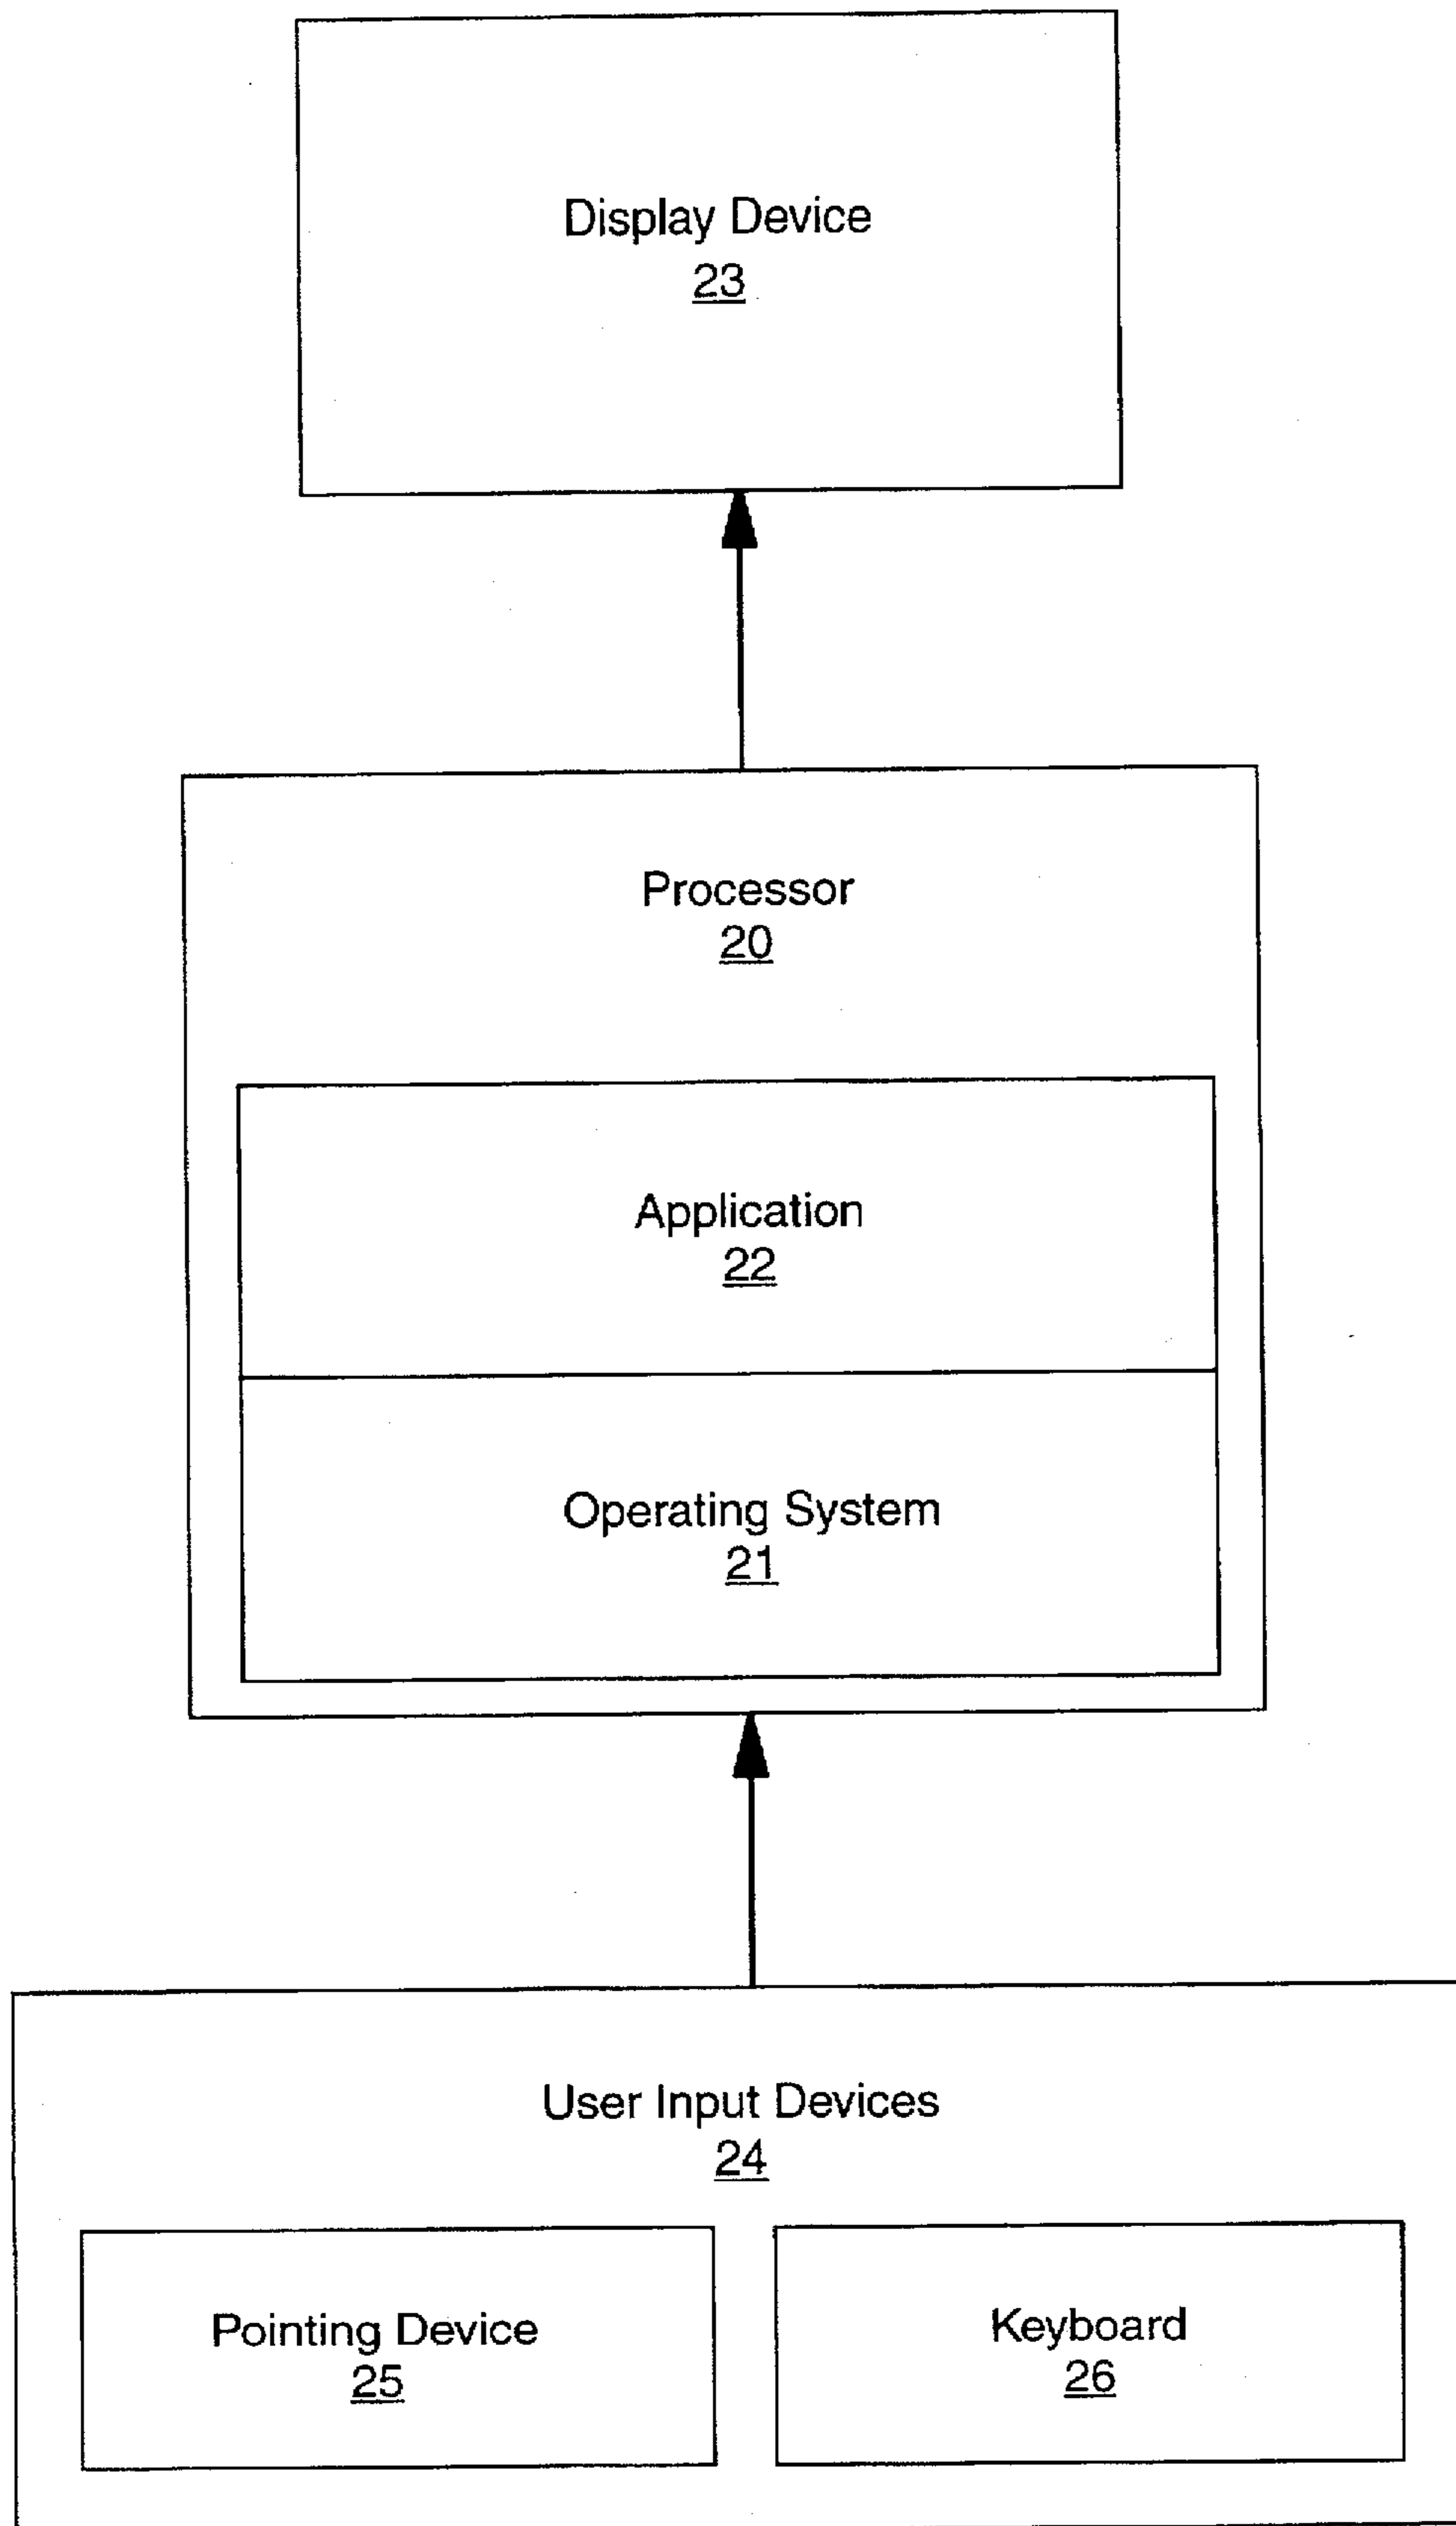 Display Device
23
Processor
20
Application
22
Operating System
21
User Input Devices
24
Pointing Device
25
Keyboard
26